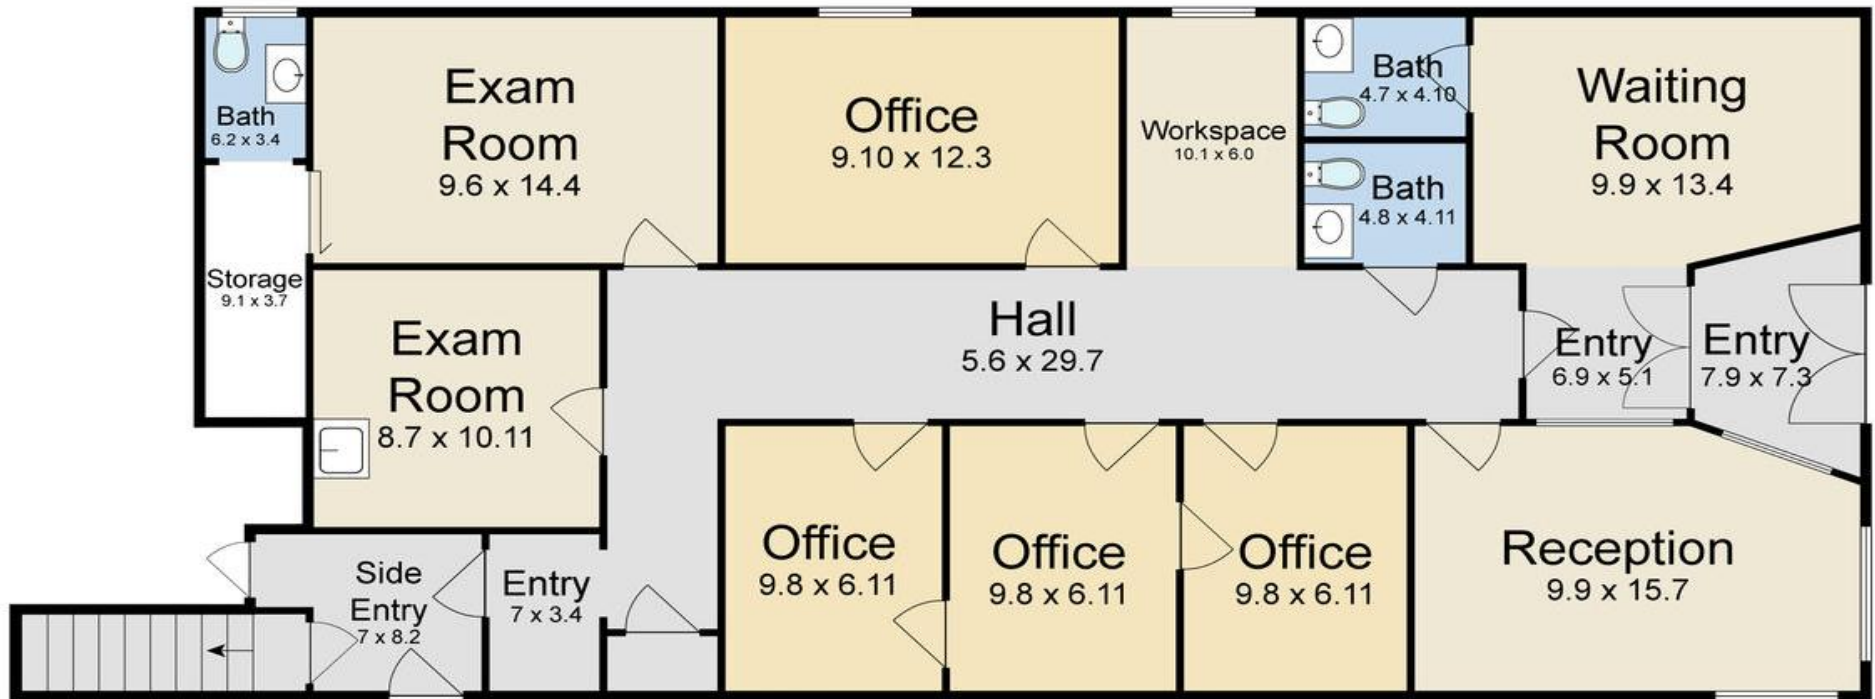 Bath
6.2 x 3.4
Exam
Room
9.6 x 14.4
Office
9.10 x 12.3
Workspace
10.1 x 6.0
Bath
4.7 x 4.10
Bath
4.8 x 4.11
Waiting
Room
9.9 x 13.4
Storage
9.1 x 3.7
Exam
Room
8.7 x 10.11
Hall
5.6 x 29.7
Entry
6.9 x 5.1
Entry
7.9 x 7.3
Side
Entry
7 x 8.2
Entry
7 x 3.4
Office
9.8 x 6.11
Office
9.8 x 6.11
Office
9.8 x 6.11
Reception
9.9 x 15.7